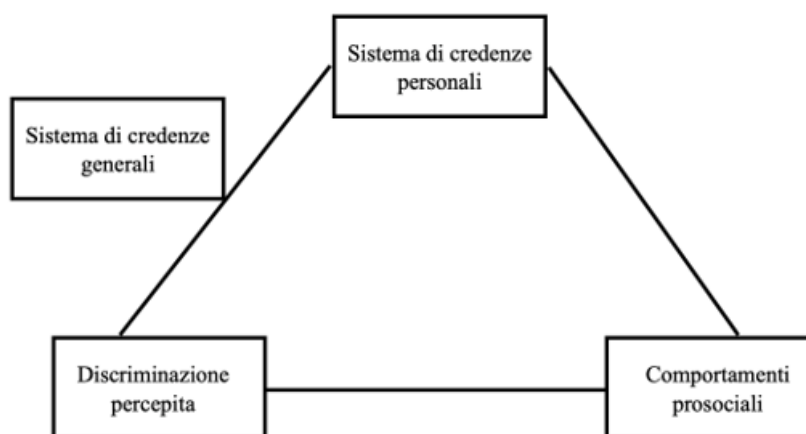 Sistema di credenze
personali
Sistema di credenze
generali
Discriminazione
percepita
Comportamenti
prosociali